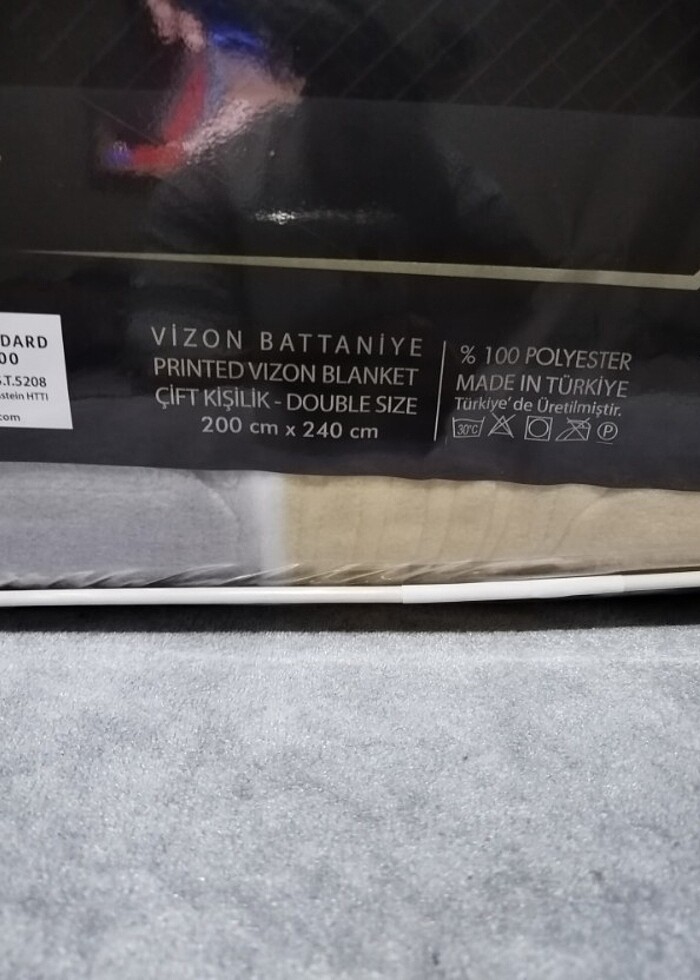 DARD
00
.T.5208
nstein HTTI
com
VİZON BATTANİYE
PRINTED VIZON BLANKET
ÇİFT KİŞİLİK - DOUBLE SIZE
200 cm x 240 cm
% 100 POLYESTER
MADE IN TÜRKİYE
Türkiye'de Üretilmiştir.
30°C P